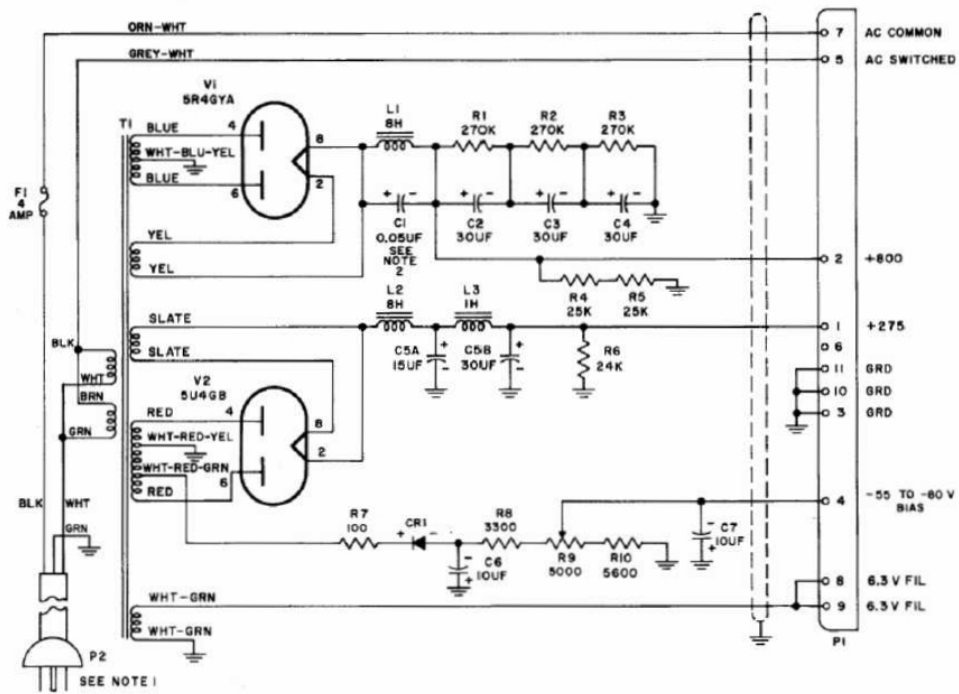 ORN-WHT
7 AC COMMON
GREY-WHT
5 AC SWITCHED
V1
5R4GYA
T1
BLUE
4
8
WHT-BLU-YEL
BLUE
6
2
L1
8H
R1
270K
R2
270K
R3
270K
F1
4
AMP
+ -
C1
0.05UF
SEE
NOTE
2
+ -
C2
30UF
+ -
C3
30UF
+ -
C4
30UF
YEL
YEL
2 +800
R4
25K
R5
25K
L2
8H
L3
1H
SLATE
SLATE
1 +275
6
C5A
15UF
+
-
C5B
30UF
+
-
R6
24K
11 GRD
10 GRD
3 GRD
BLK
WHT
BRN
GRN
V2
5U4GB
RED
4
8
WHT-RED-YEL
2
WHT-RED-GRN
6
RED
4 -55 TO -80 V
BIAS
BLK
WHT
GRN
R7
100
+ CR1 -
R8
3300
R9
5000
R10
5600
C6
10UF
-
+
C7
10UF
-
+
8 6.3 V FIL
9 6.3 V FIL
WHT-GRN
WHT-GRN
P1
P2
SEE NOTE 1